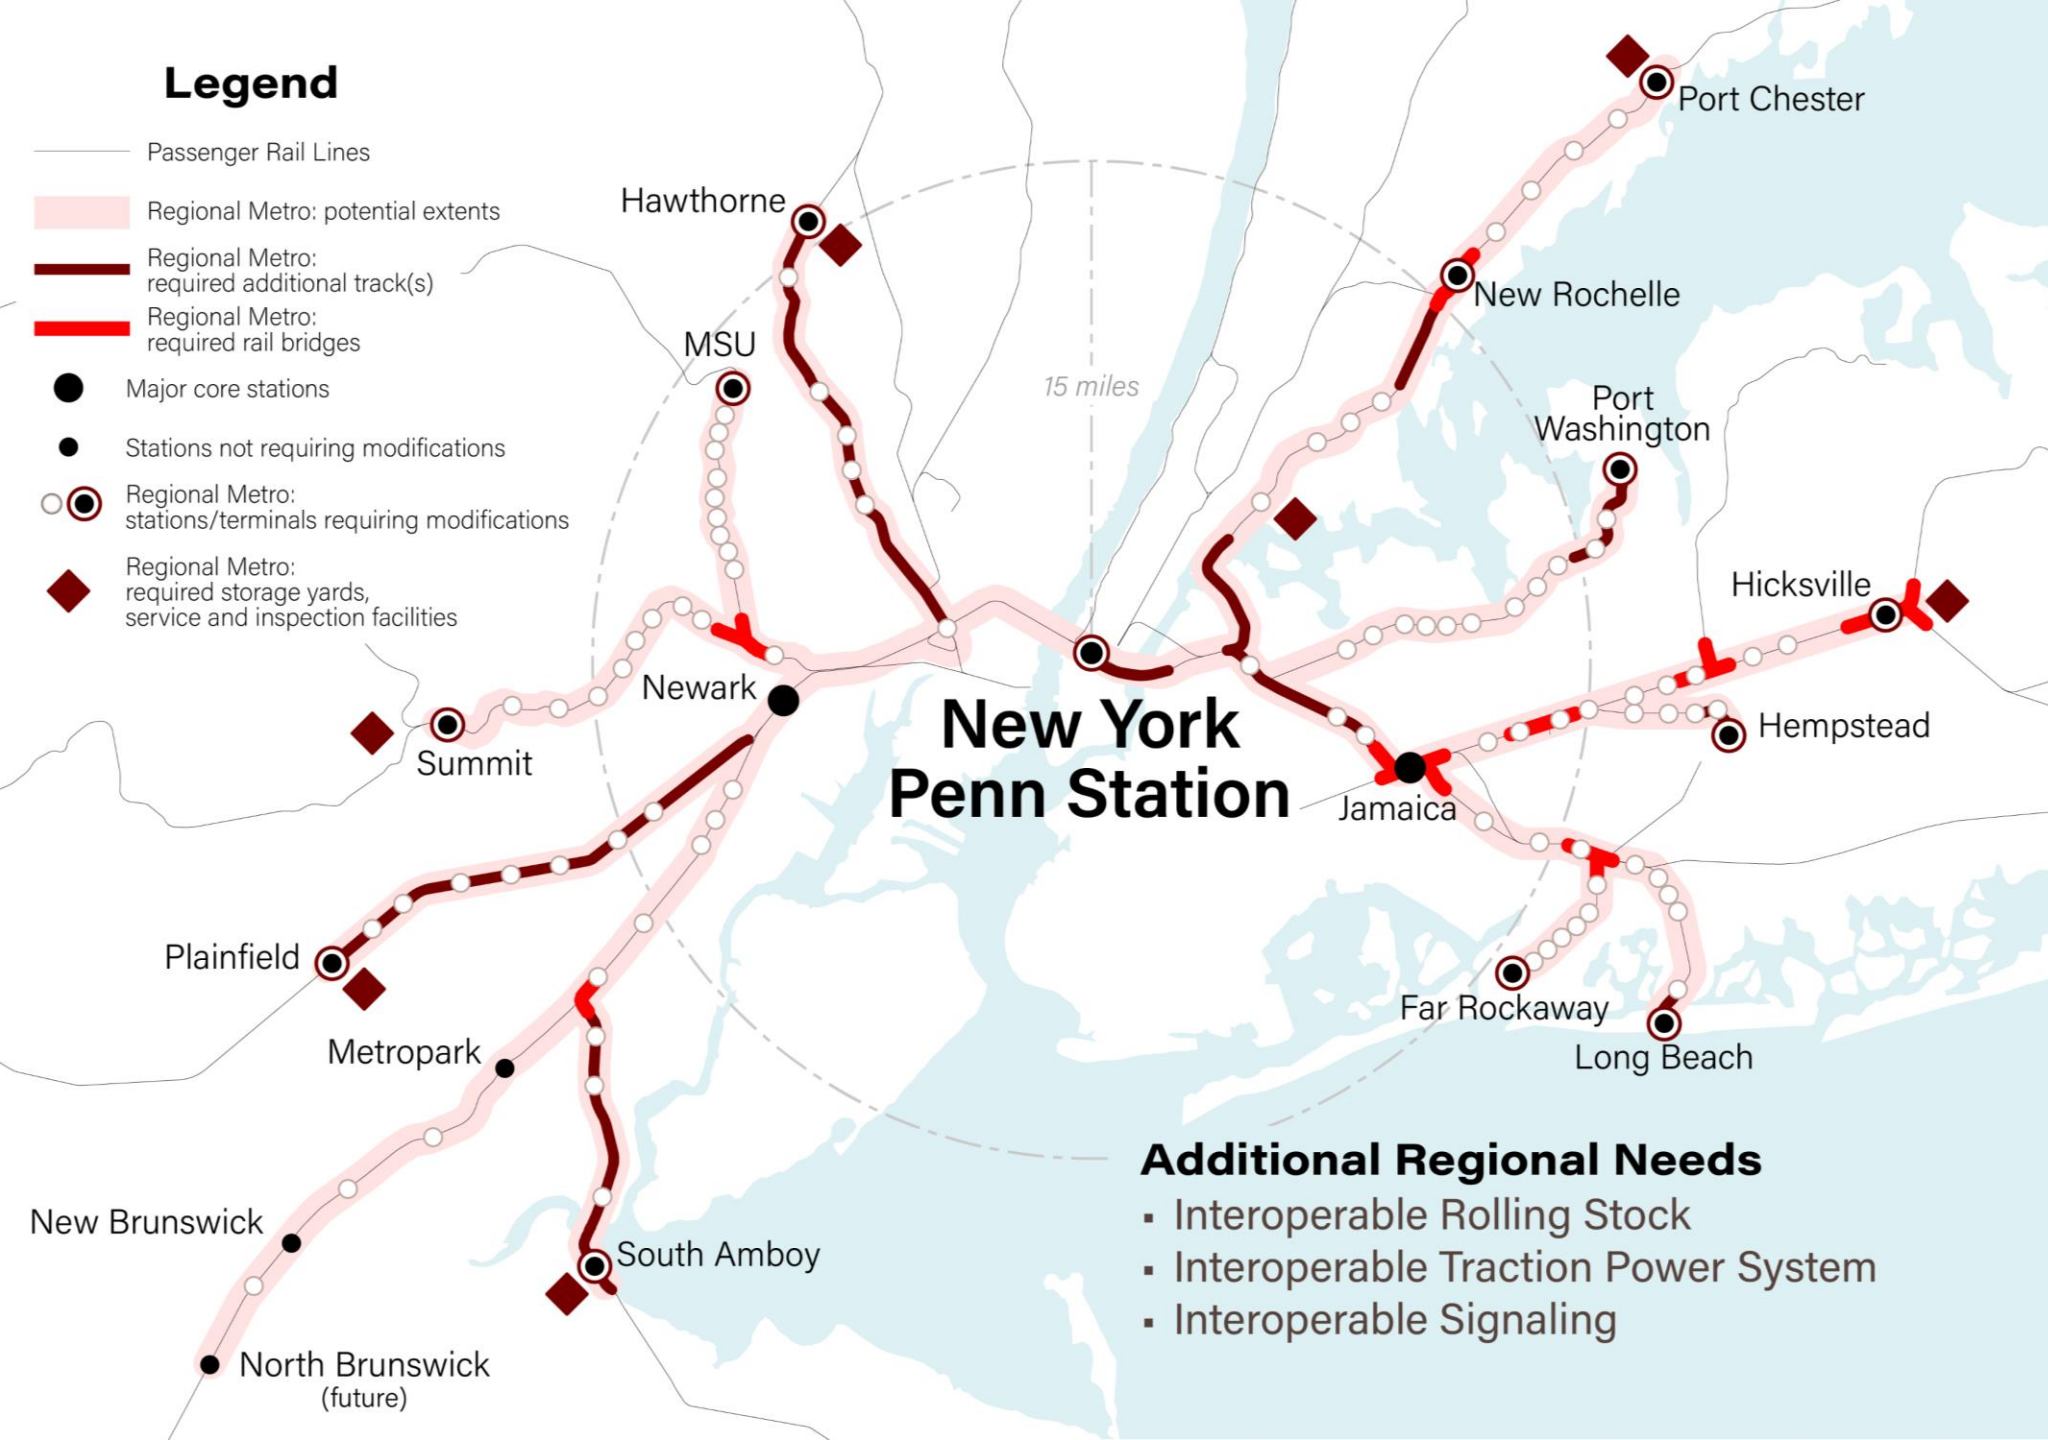 Legend
Passenger Rail Lines
Regional Metro: potential extents
Regional Metro:
required additional track(s)
Regional Metro:
required rail bridges
Major core stations
Stations not requiring modifications
Regional Metro:
stations/terminals requiring modifications
Regional Metro:
required storage yards,
service and inspection facilities
Port Chester
Hawthorne
New Rochelle
MSU
15 miles
Port
Washington
Hicksville
Newark
New York
Penn Station
Hempstead
Summit
Jamaica
Plainfield
Far Rockaway
Metropark
Long Beach
New Brunswick
South Amboy
North Brunswick
(future)
Additional Regional Needs
▪ Interoperable Rolling Stock
▪ Interoperable Traction Power System
▪ Interoperable Signaling